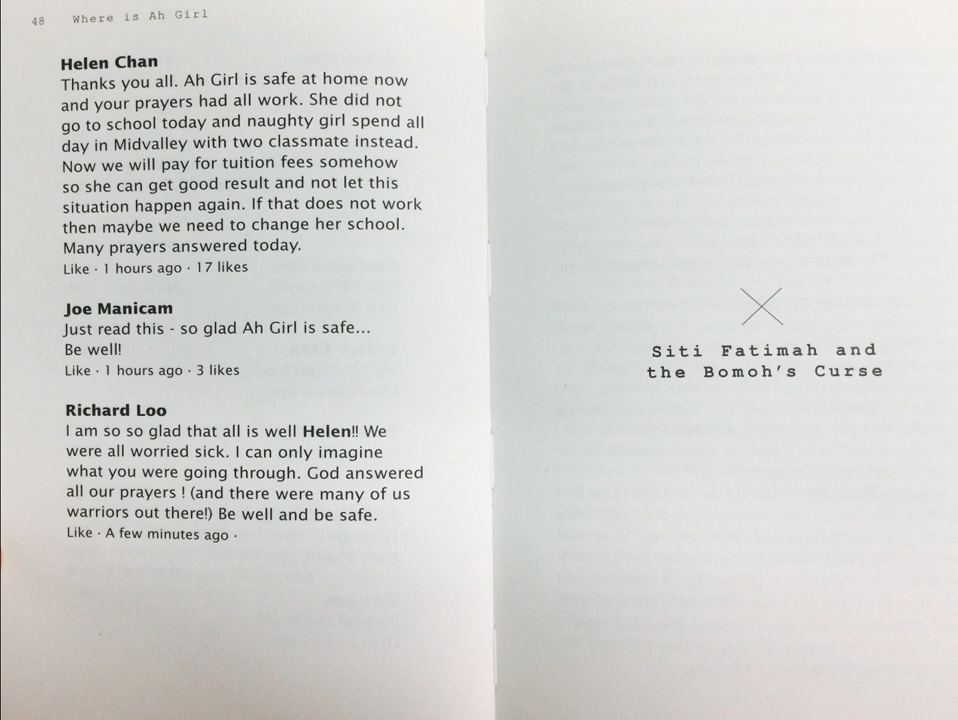 48 Where is Ah Girl
Helen Chan
Thanks you all. Ah Girl is safe at home now
and your prayers had all work. She did not
go to school today and naughty girl spend all
day in Midvalley with two classmate instead.
Now we will pay for tuition fees somehow
so she can get good result and not let this
situation happen again. If that does not work
then maybe we need to change her school.
Many prayers answered today.
Like · 1 hours ago · 17 likes
Joe Manicam
Just read this - so glad Ah Girl is safe...
Be well!
Like · 1 hours ago · 3 likes
Richard Loo
I am so so glad that all is well Helen!! We
were all worried sick. I can only imagine
what you were going through. God answered
all our prayers ! (and there were many of us
warriors out there!) Be well and be safe.
Like · A few minutes ago ·
Siti Fatimah and
the Bomoh's Curse